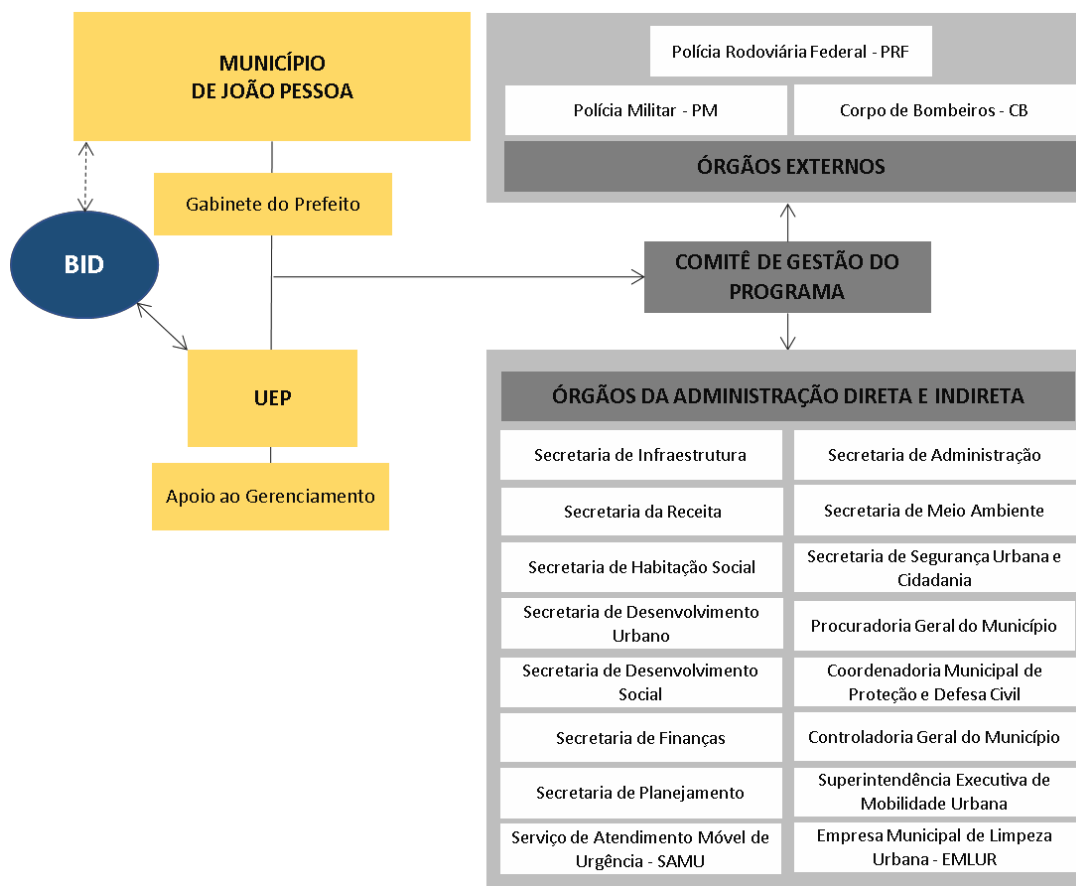 MUNICÍPIO
DE JOÃO PESSOA
Gabinete do Prefeito
BID
UEP
Apoio ao Gerenciamento
Polícia Rodoviária Federal - PRF
Polícia Militar - PM
Corpo de Bombeiros - CB
ÓRGÃOS EXTERNOS
COMITÊ DE GESTÃO DO
PROGRAMA
ÓRGÃOS DA ADMINISTRAÇÃO DIRETA E INDIRETA
Secretaria de Infraestrutura
Secretaria de Administração
Secretaria da Receita
Secretaria de Meio Ambiente
Secretaria de Habitação Social
Secretaria de Segurança Urbana e
Cidadania
Secretaria de Desenvolvimento
Urbano
Procuradoria Geral do Município
Secretaria de Desenvolvimento
Social
Coordenadoria Municipal de
Proteção e Defesa Civil
Secretaria de Finanças
Controladoria Geral do Município
Secretaria de Planejamento
Superintendência Executiva de
Mobilidade Urbana
Serviço de Atendimento Móvel de
Urgência - SAMU
Empresa Municipal de Limpeza
Urbana - EMLUR